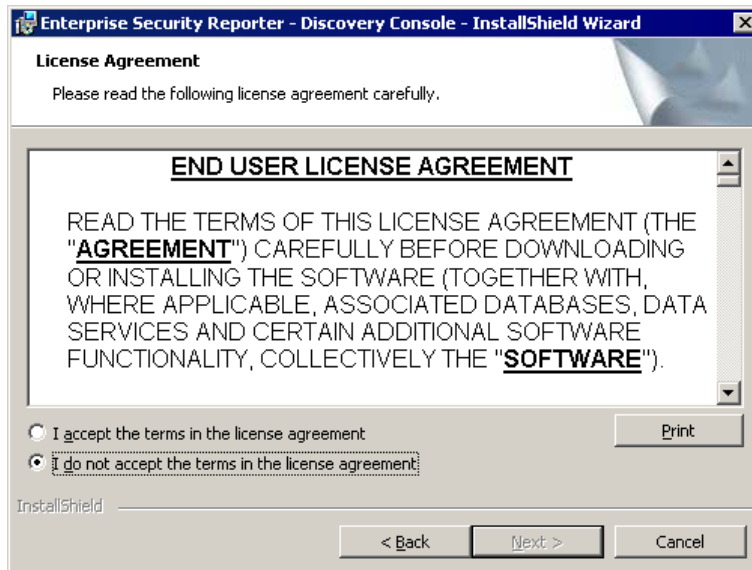 Enterprise Security Reporter - Discovery Console - InstallShield Wizard
License Agreement
Please read the following license agreement carefully.
END USER LICENSE AGREEMENT
READ THE TERMS OF THIS LICENSE AGREEMENT (THE
"AGREEMENT") CAREFULLY BEFORE DOWNLOADING
OR INSTALLING THE SOFTWARE (TOGETHER WITH,
WHERE APPLICABLE, ASSOCIATED DATABASES, DATA
SERVICES AND CERTAIN ADDITIONAL SOFTWARE
FUNCTIONALITY, COLLECTIVELY THE "SOFTWARE").
I accept the terms in the license agreement
Print
I do not accept the terms in the license agreement
InstallShield
< Back
Next >
Cancel